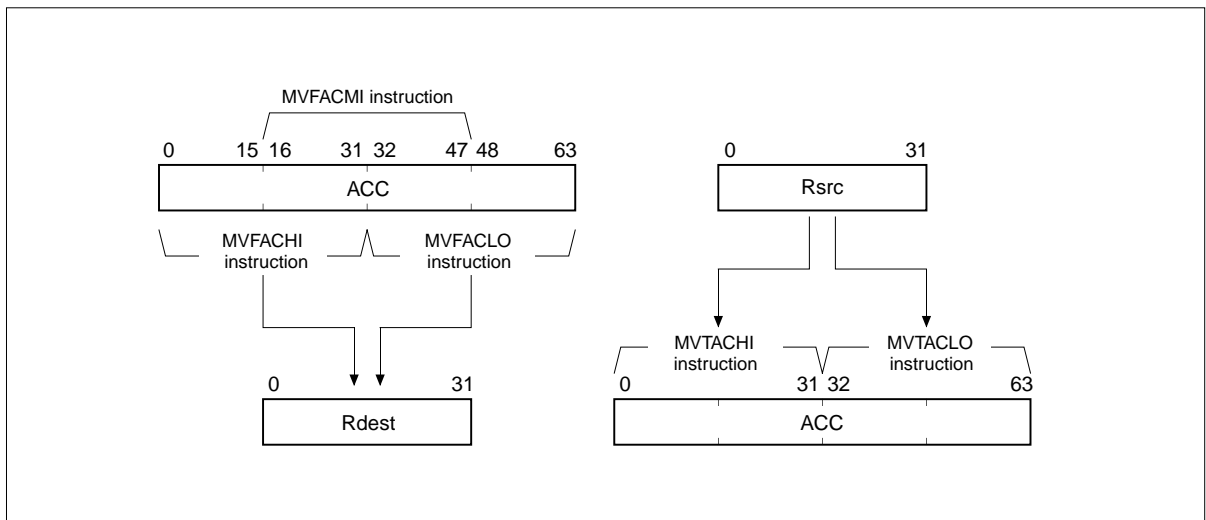 MVFACMI instruction
0 15 16 31 32 47 48 63
ACC
MVFACHI
instruction
MVFACLO
instruction
0 31
Rdest
0 31
Rsrc
MVTACHI
instruction
MVTACLO
instruction
0 31 32 63
ACC